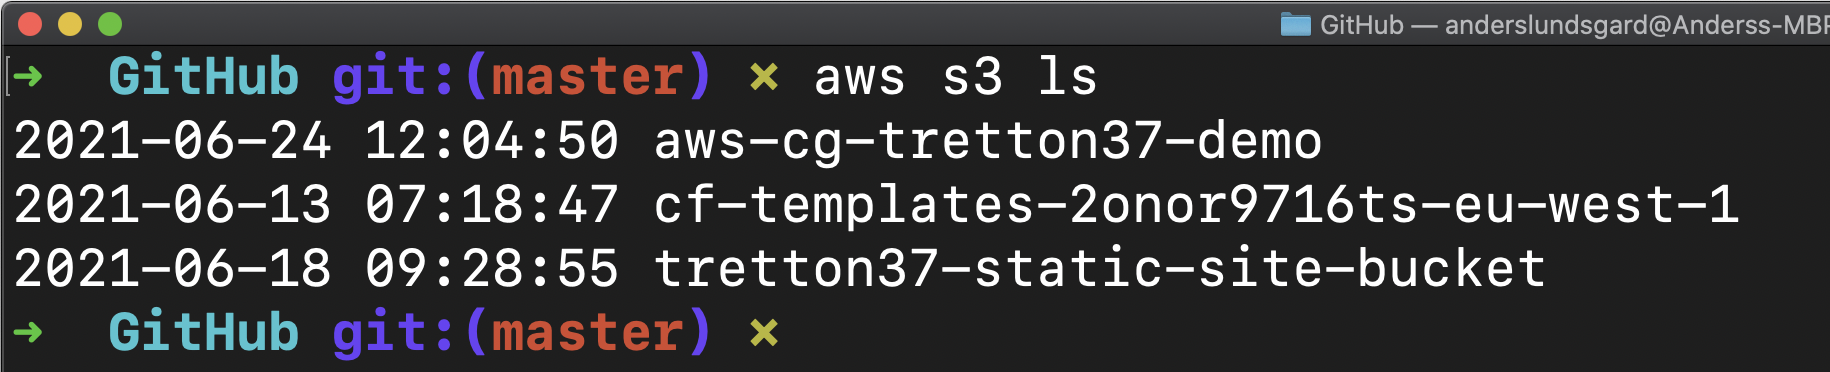 GitHub — anderslundsgard@Anderss-MBP
➜ GitHub git:(master) ✗ aws s3 ls
2021-06-24 12:04:50 aws-cg-tretton37-demo
2021-06-13 07:18:47 cf-templates-2onor9716ts-eu-west-1
2021-06-18 09:28:55 tretton37-static-site-bucket
➜ GitHub git:(master) ✗